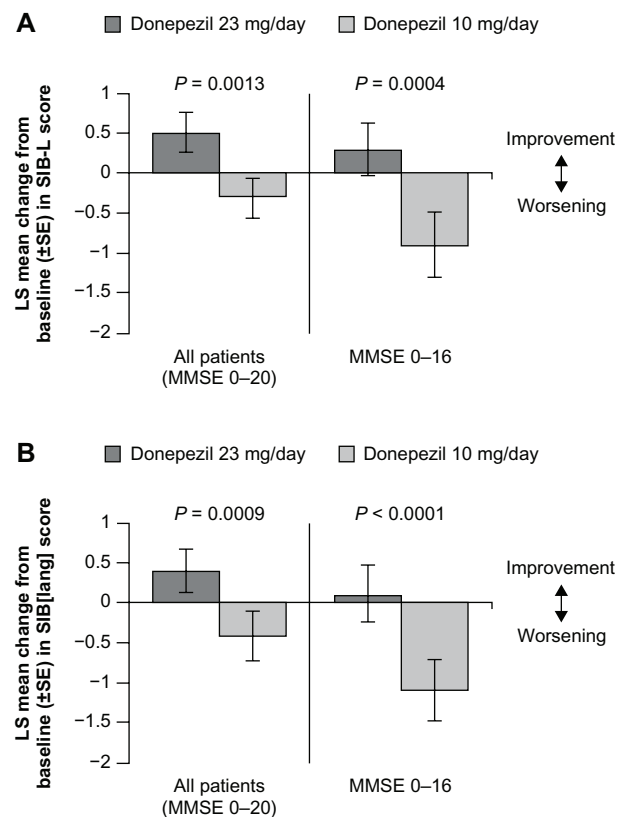 A
Donepezil 23 mg/day
Donepezil 10 mg/day
LS mean change from
baseline (±SE) in SIB-L score
1
0.5
0
−0.5
−1
−1.5
−2
P = 0.0013
P = 0.0004
Improvement
Worsening
All patients
(MMSE 0–20)
MMSE 0–16
B
Donepezil 23 mg/day
Donepezil 10 mg/day
LS mean change from
baseline (±SE) in SIB[lang] score
1
0.5
0
−0.5
−1
−1.5
−2
P = 0.0009
P < 0.0001
Improvement
Worsening
All patients
(MMSE 0–20)
MMSE 0–16